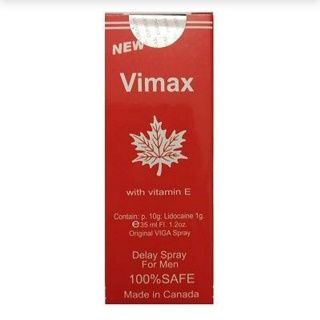 NEW
Vimax
with vitamin E
Contain: p. 10g: Lidocaine 1g.
℮35 ml Fl. 1.2oz.
Original VIGA Spray
Delay Spray
For Men
100%SAFE
Made in Canada